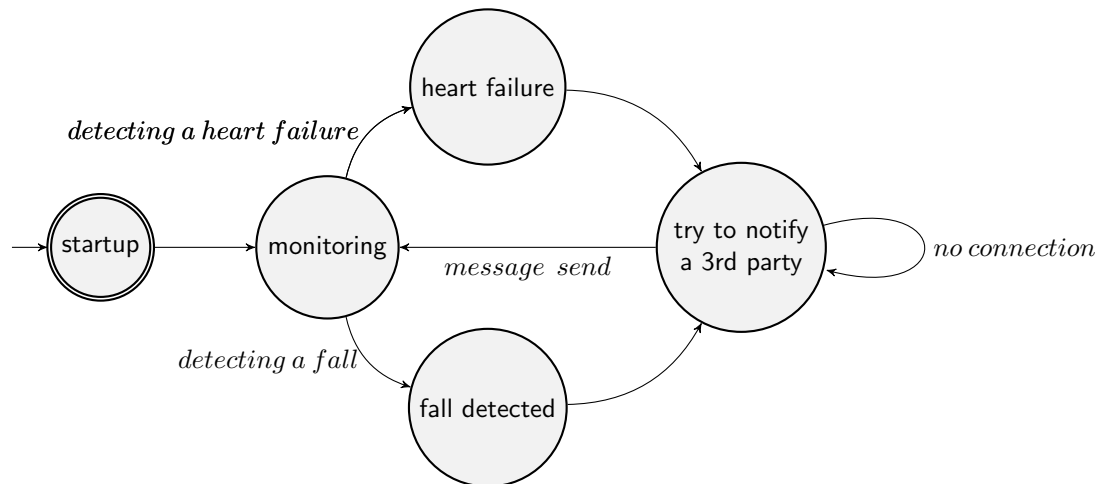 heart failure
detecting a heart failure
startup
monitoring
try to notify
a 3rd party
no connection
message send
detecting a fall
fall detected